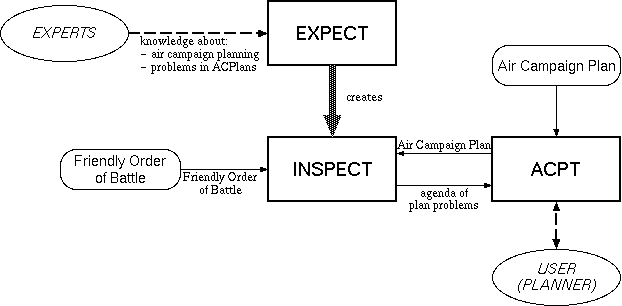 EXPERTS
EXPECT
knowledge about:
– air campaign planning
– problems in ACPlans
Air Campaign Plan
creates
Friendly Order
of Battle
Friendly Order
of Battle
INSPECT
Air Campaign Plan
agenda of
plan problems
ACPT
USER
(PLANNER)